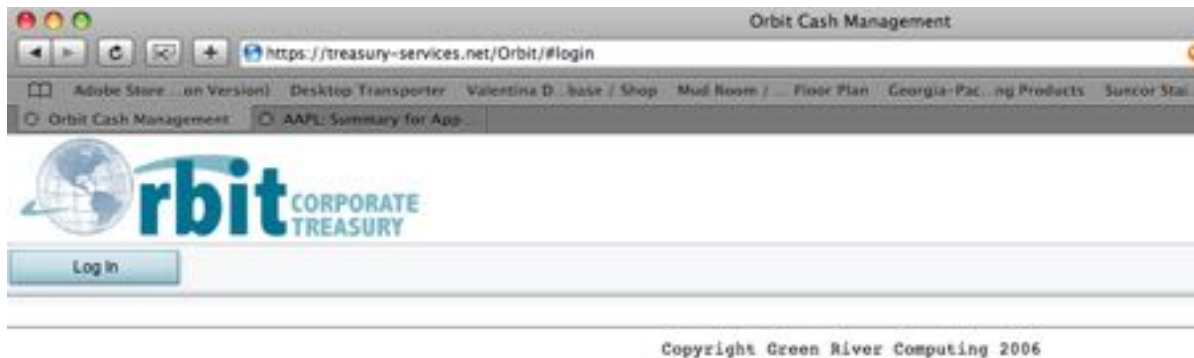 Orbit Cash Management
https://treasury-services.net/Orbit/#login
Adobe Store ...on Version) Desktop Transporter Valentina D...base / Shop Mud Room / ... Floor Plan Georgia-Pac...ng Products Suncor Stai...
Orbit Cash Management AAPL: Summary for App...
rbit CORPORATE TREASURY
Log In
Copyright Green River Computing 2006